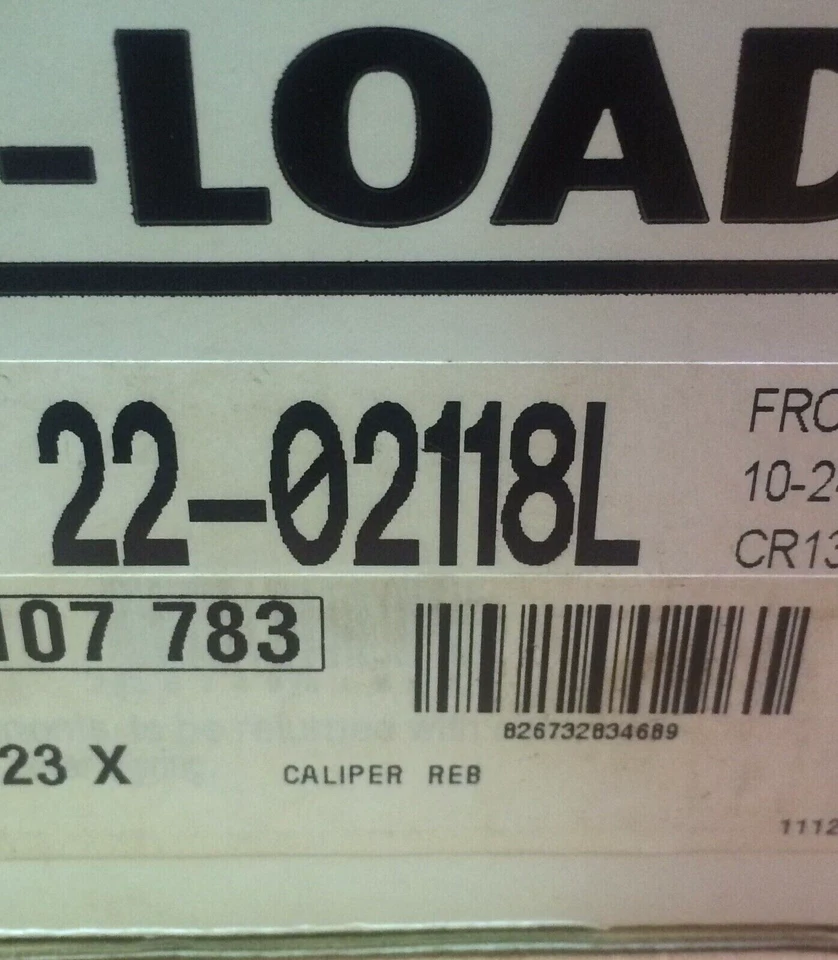 -LOAD
22-02118L
FRO
10-2
CR13
107 783
826732834689
23 X
CALIPER REB
1112